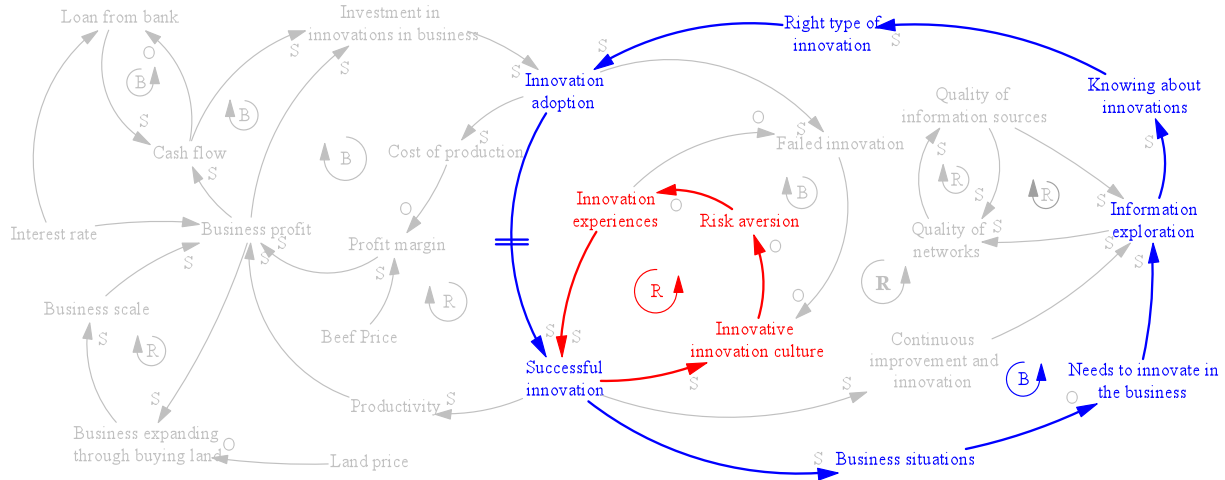 Loan from bank
Investment in
innovations in business
Right type of
innovation
S
S
O
S
S
S
B
Innovation
adoption
Knowing about
innovations
Quality of
information sources
B
S
O
S
S
Cash flow
S
B
Cost of production
Failed innovation
S
S
R
R
S
S
Innovation
experiences
B
O
Risk aversion
O
Information
exploration
S
Interest rate
Business profit
S
S
Profit margin
S
S
O
Quality of
networks
S
S
R
R
O
Business scale
R
S
Beef Price
S
S
S
Innovative
innovation culture
Continuous
improvement and
innovation
R
Successful
innovation
B
Needs to innovate in
the business
S
S
O
S
S
Productivity
Business expanding
through buying land
O
Land price
S
Business situations